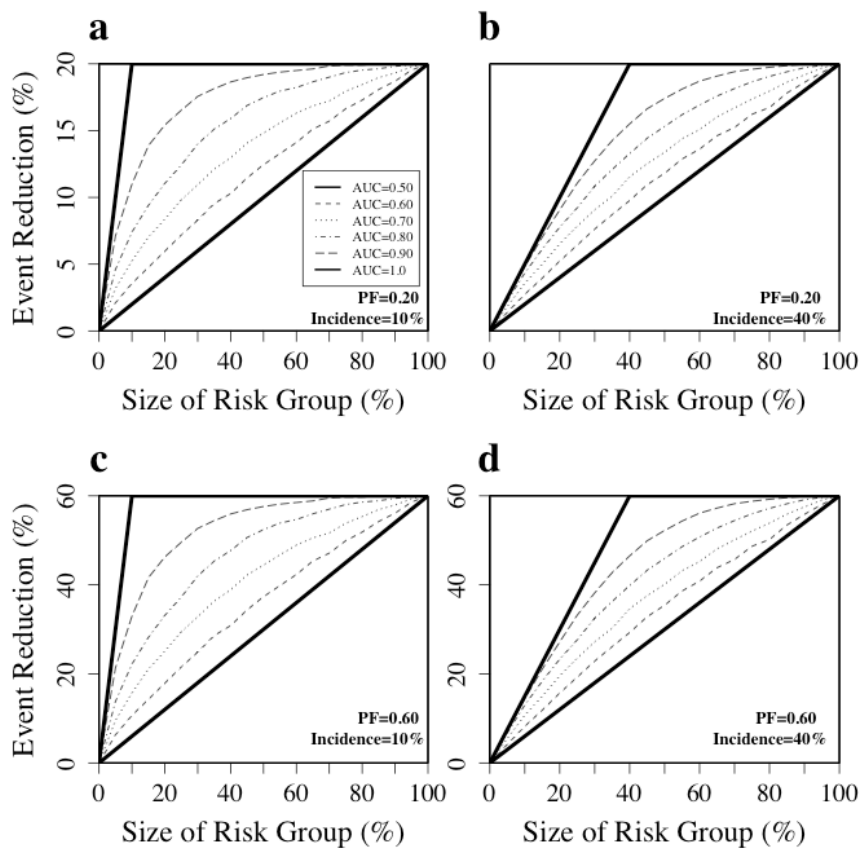 a
Event Reduction (%)
20
15
10
5
0
AUC=0.50
AUC=0.60
AUC=0.70
AUC=0.80
AUC=0.90
AUC=1.0
PF=0.20
Incidence=10%
0 20 40 60 80 100
Size of Risk Group (%)
b
PF=0.20
Incidence=40%
0 20 40 60 80 100
Size of Risk Group (%)
c
Event Reduction (%)
60
40
20
0
PF=0.60
Incidence=10%
0 20 40 60 80 100
Size of Risk Group (%)
d
60
40
20
0
PF=0.60
Incidence=40%
0 20 40 60 80 100
Size of Risk Group (%)